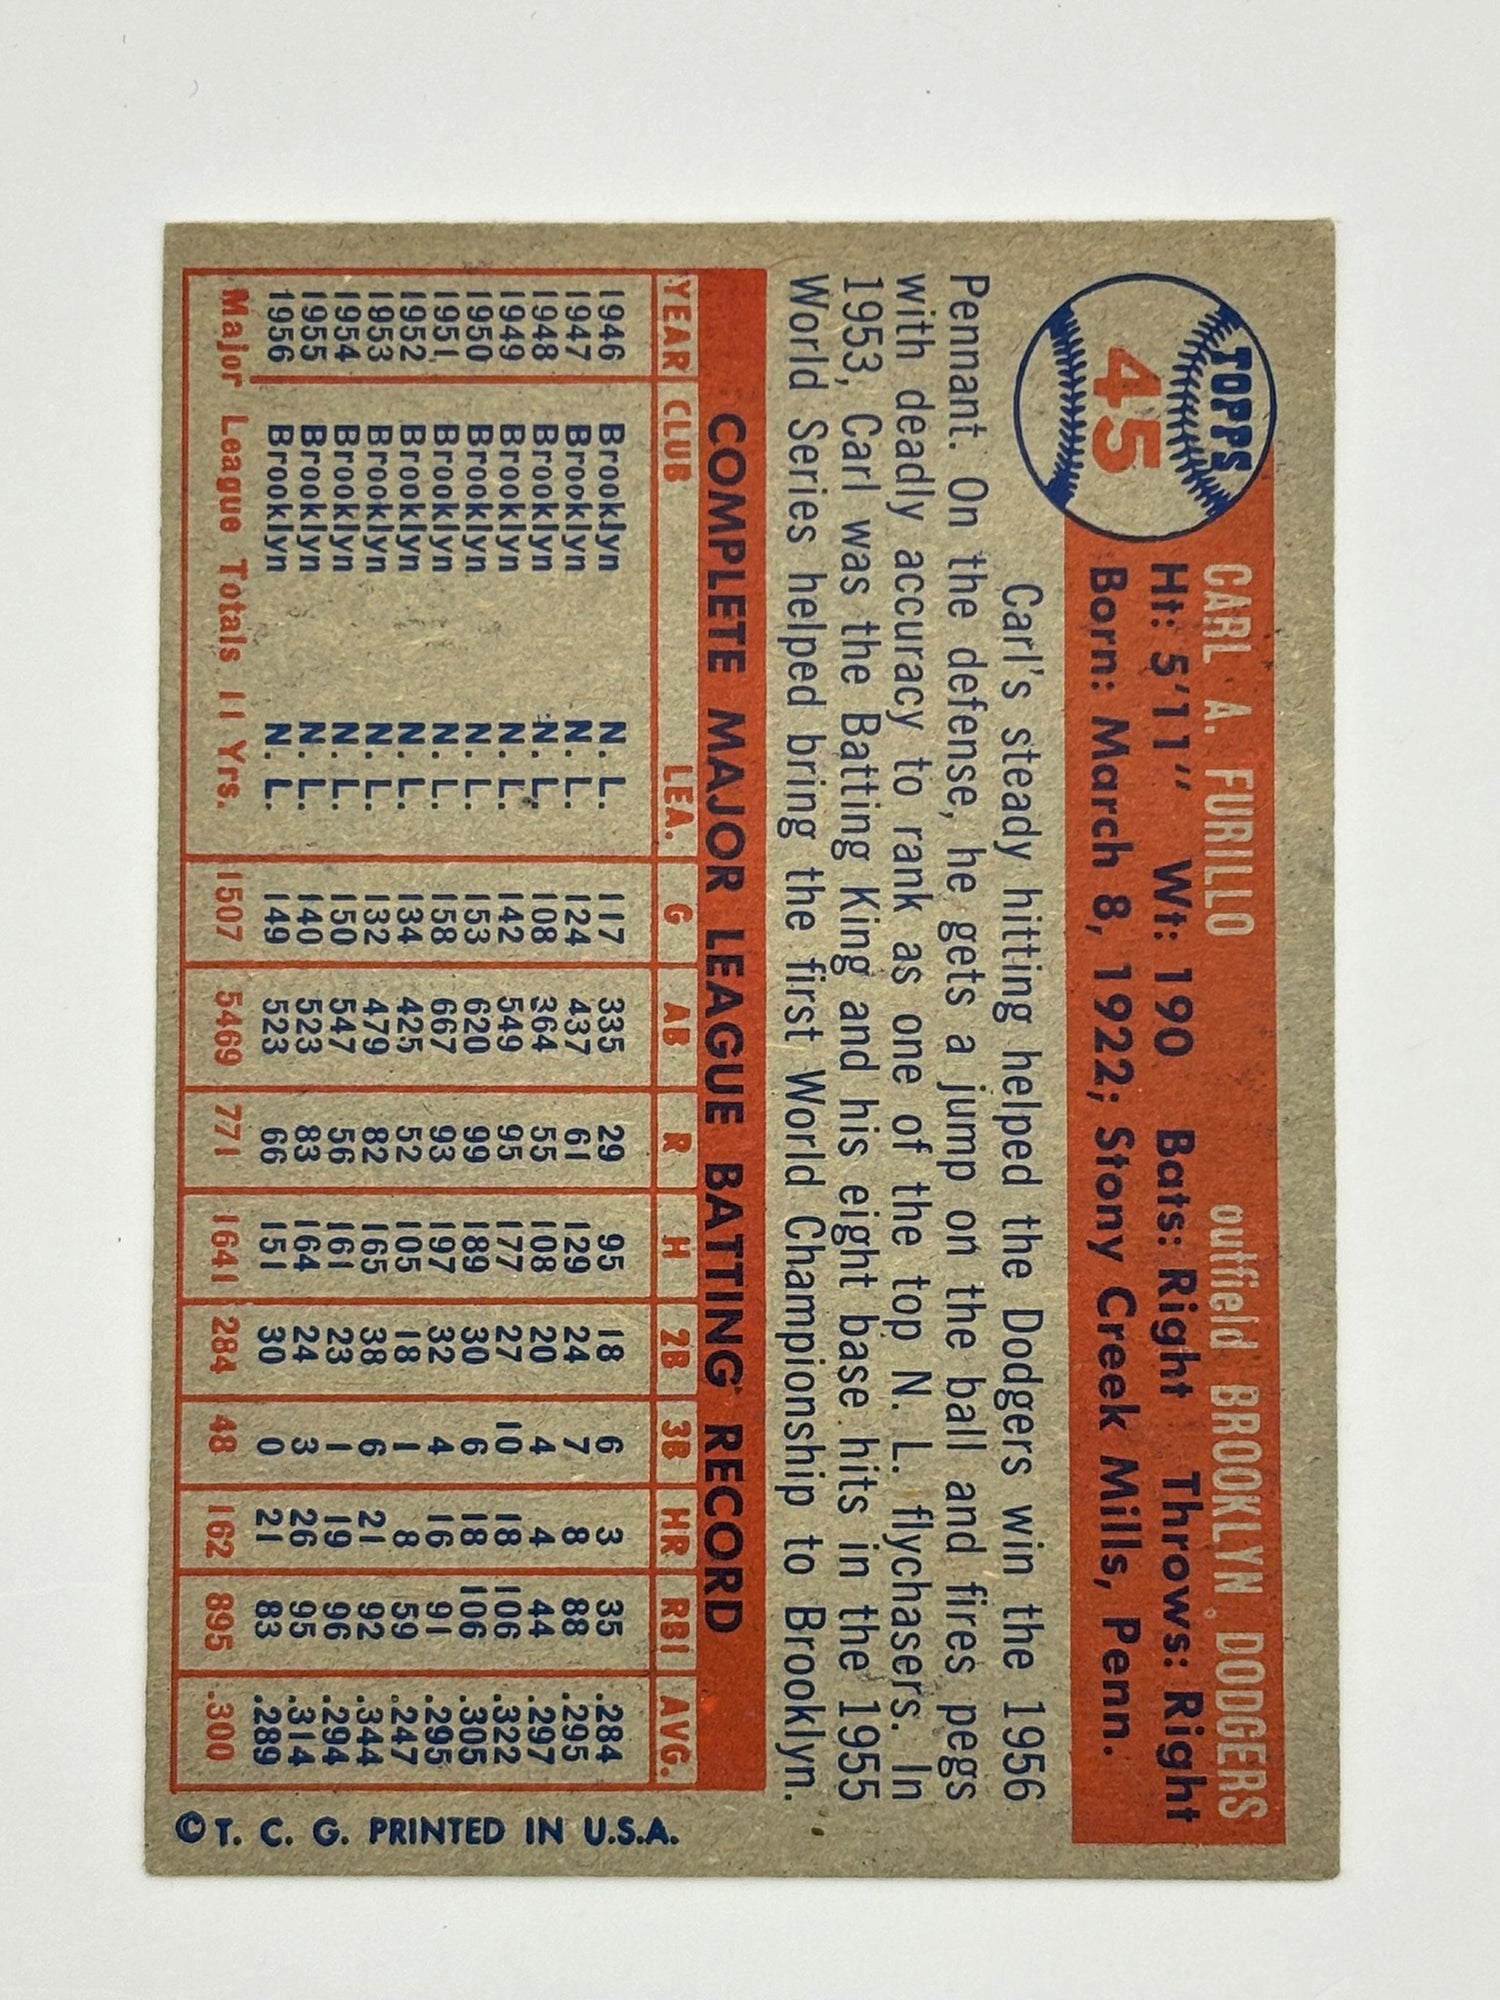 TOPPS
45
CARL A. FURILLO outfield BROOKLYN DODGERS
Ht: 5'11" Wt: 190 Bats: Right Throws: Right
Born: March 8, 1922; Stony Creek Mills, Penn.
Carl's steady hitting helped the Dodgers win the 1956
Pennant. On the defense, he gets a jump on the ball and fires pegs
with deadly accuracy to rank as one of the top N. L. flychasers. In
1953, Carl was the Batting King and his eight base hits in the 1955
World Series helped bring the first World Championship to Brooklyn.
COMPLETE MAJOR LEAGUE BATTING RECORD
YEAR CLUB LEA. G AB R H 2B 3B HR RBI AVG.
1946 Brooklyn N. L. 117 335 29 95 18 6 3 35 .284
1947 Brooklyn N. L. 124 437 61 129 24 7 8 88 .295
1948 Brooklyn N. L. 108 364 55 108 20 4 4 44 .297
1949 Brooklyn N. L. 142 549 95 177 27 10 18 106 .322
1950 Brooklyn N. L. 153 620 99 189 30 6 18 106 .305
1951 Brooklyn N. L. 158 667 93 197 32 4 16 91 .295
1952 Brooklyn N. L. 134 425 52 105 18 1 8 59 .247
1953 Brooklyn N. L. 132 479 82 165 38 6 21 92 .344
1954 Brooklyn N. L. 150 547 56 161 23 1 19 96 .294
1955 Brooklyn N. L. 140 523 83 164 24 3 26 95 .314
1956 Brooklyn N. L. 149 523 66 151 30 0 21 83 .289
Major League Totals 11 Yrs. 1507 5469 771 1641 284 48 162 895 .300
© T. C. G. PRINTED IN U.S.A.